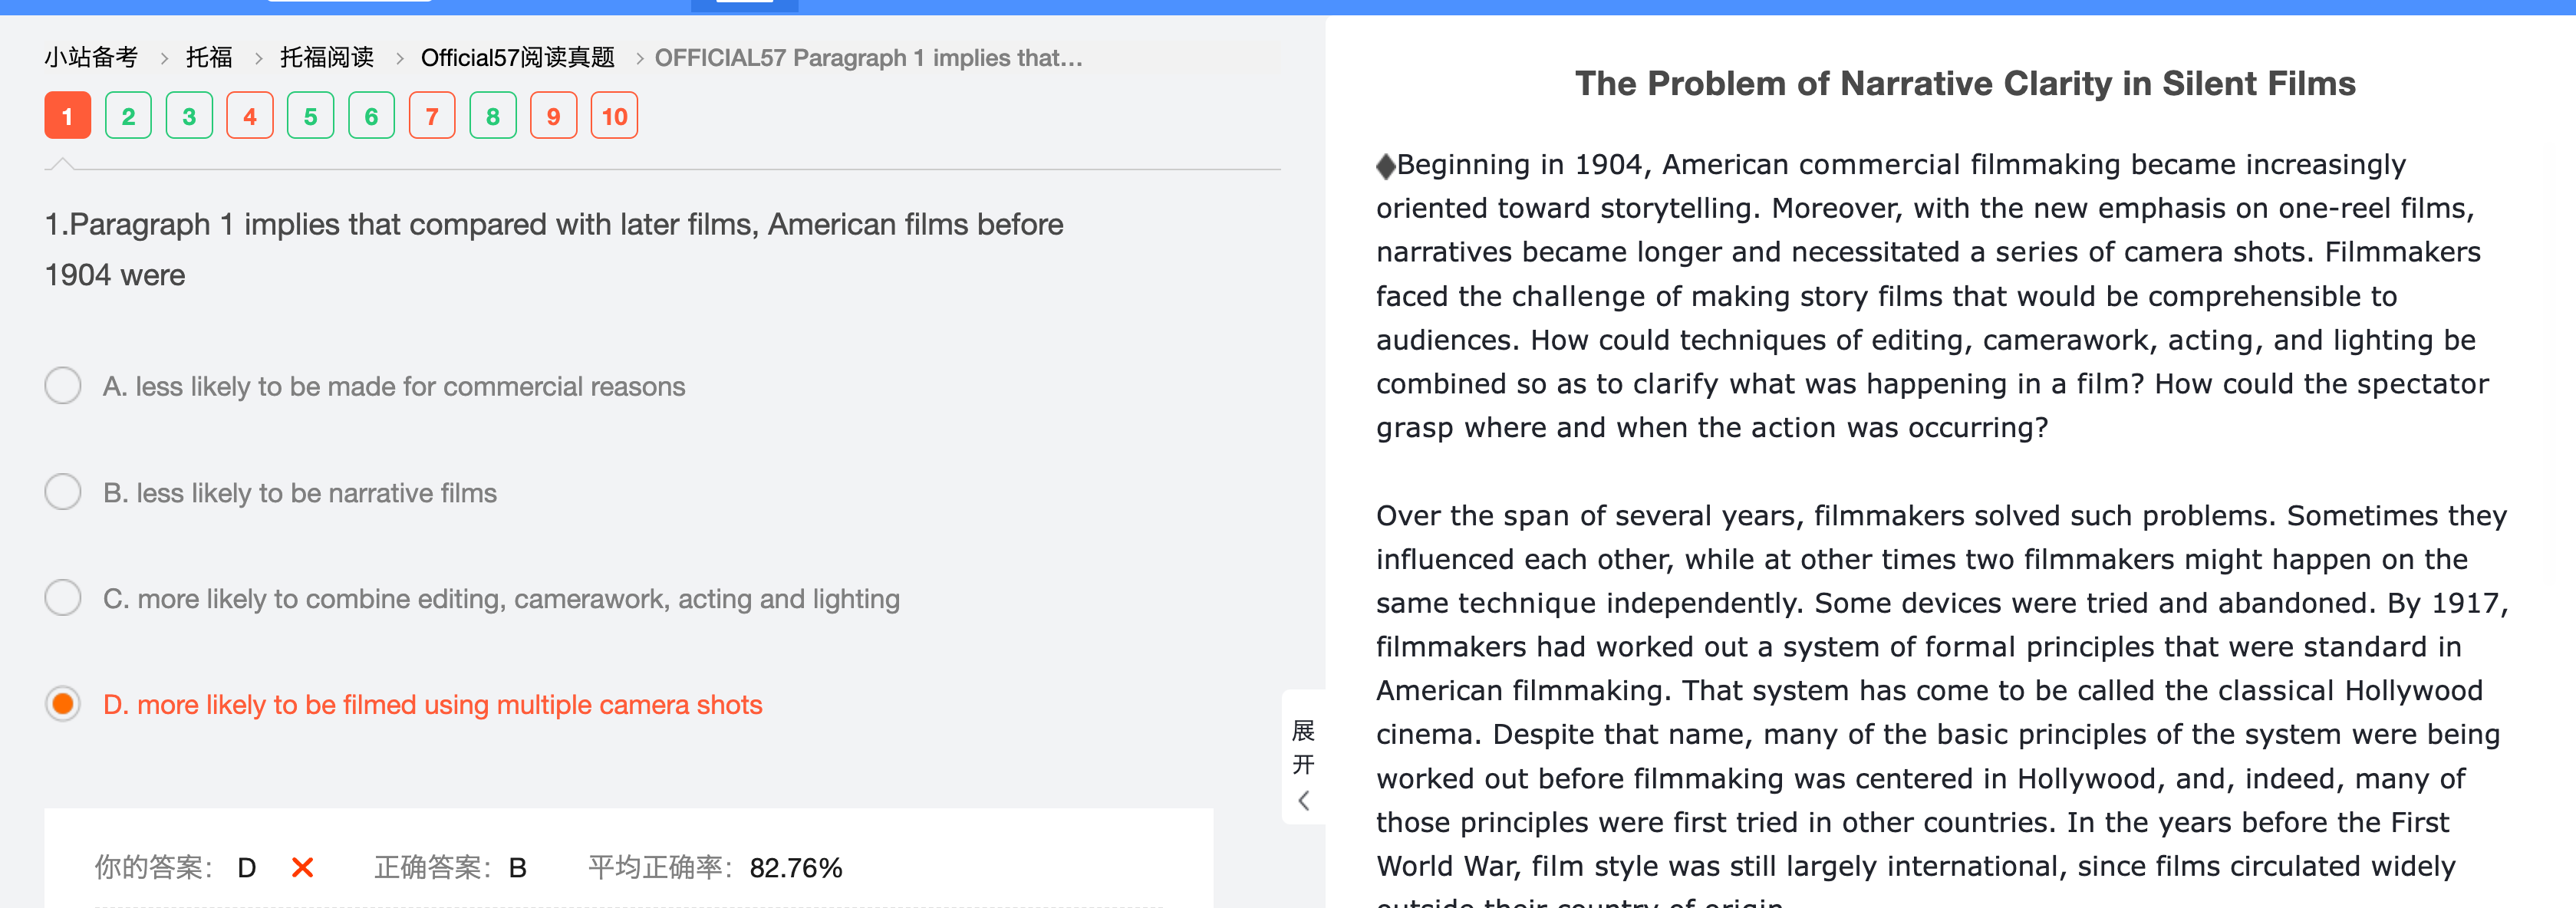 小站备考 > 托福 > 托福阅读 > Official57阅读真题 > OFFICIAL57 Paragraph 1 implies that...
1 2 3 4 5 6 7 8 9 10
1.Paragraph 1 implies that compared with later films, American films before
1904 were
A. less likely to be made for commercial reasons
B. less likely to be narrative films
C. more likely to combine editing, camerawork, acting and lighting
D. more likely to be filmed using multiple camera shots
你的答案： D 正确答案： B 平均正确率： 82.76%
展
开
The Problem of Narrative Clarity in Silent Films
Beginning in 1904, American commercial filmmaking became increasingly
oriented toward storytelling. Moreover, with the new emphasis on one-reel films,
narratives became longer and necessitated a series of camera shots. Filmmakers
faced the challenge of making story films that would be comprehensible to
audiences. How could techniques of editing, camerawork, acting, and lighting be
combined so as to clarify what was happening in a film? How could the spectator
grasp where and when the action was occurring?
Over the span of several years, filmmakers solved such problems. Sometimes they
influenced each other, while at other times two filmmakers might happen on the
same technique independently. Some devices were tried and abandoned. By 1917,
filmmakers had worked out a system of formal principles that were standard in
American filmmaking. That system has come to be called the classical Hollywood
cinema. Despite that name, many of the basic principles of the system were being
worked out before filmmaking was centered in Hollywood, and, indeed, many of
those principles were first tried in other countries. In the years before the First
World War, film style was still largely international, since films circulated widely
outside their country of origin.